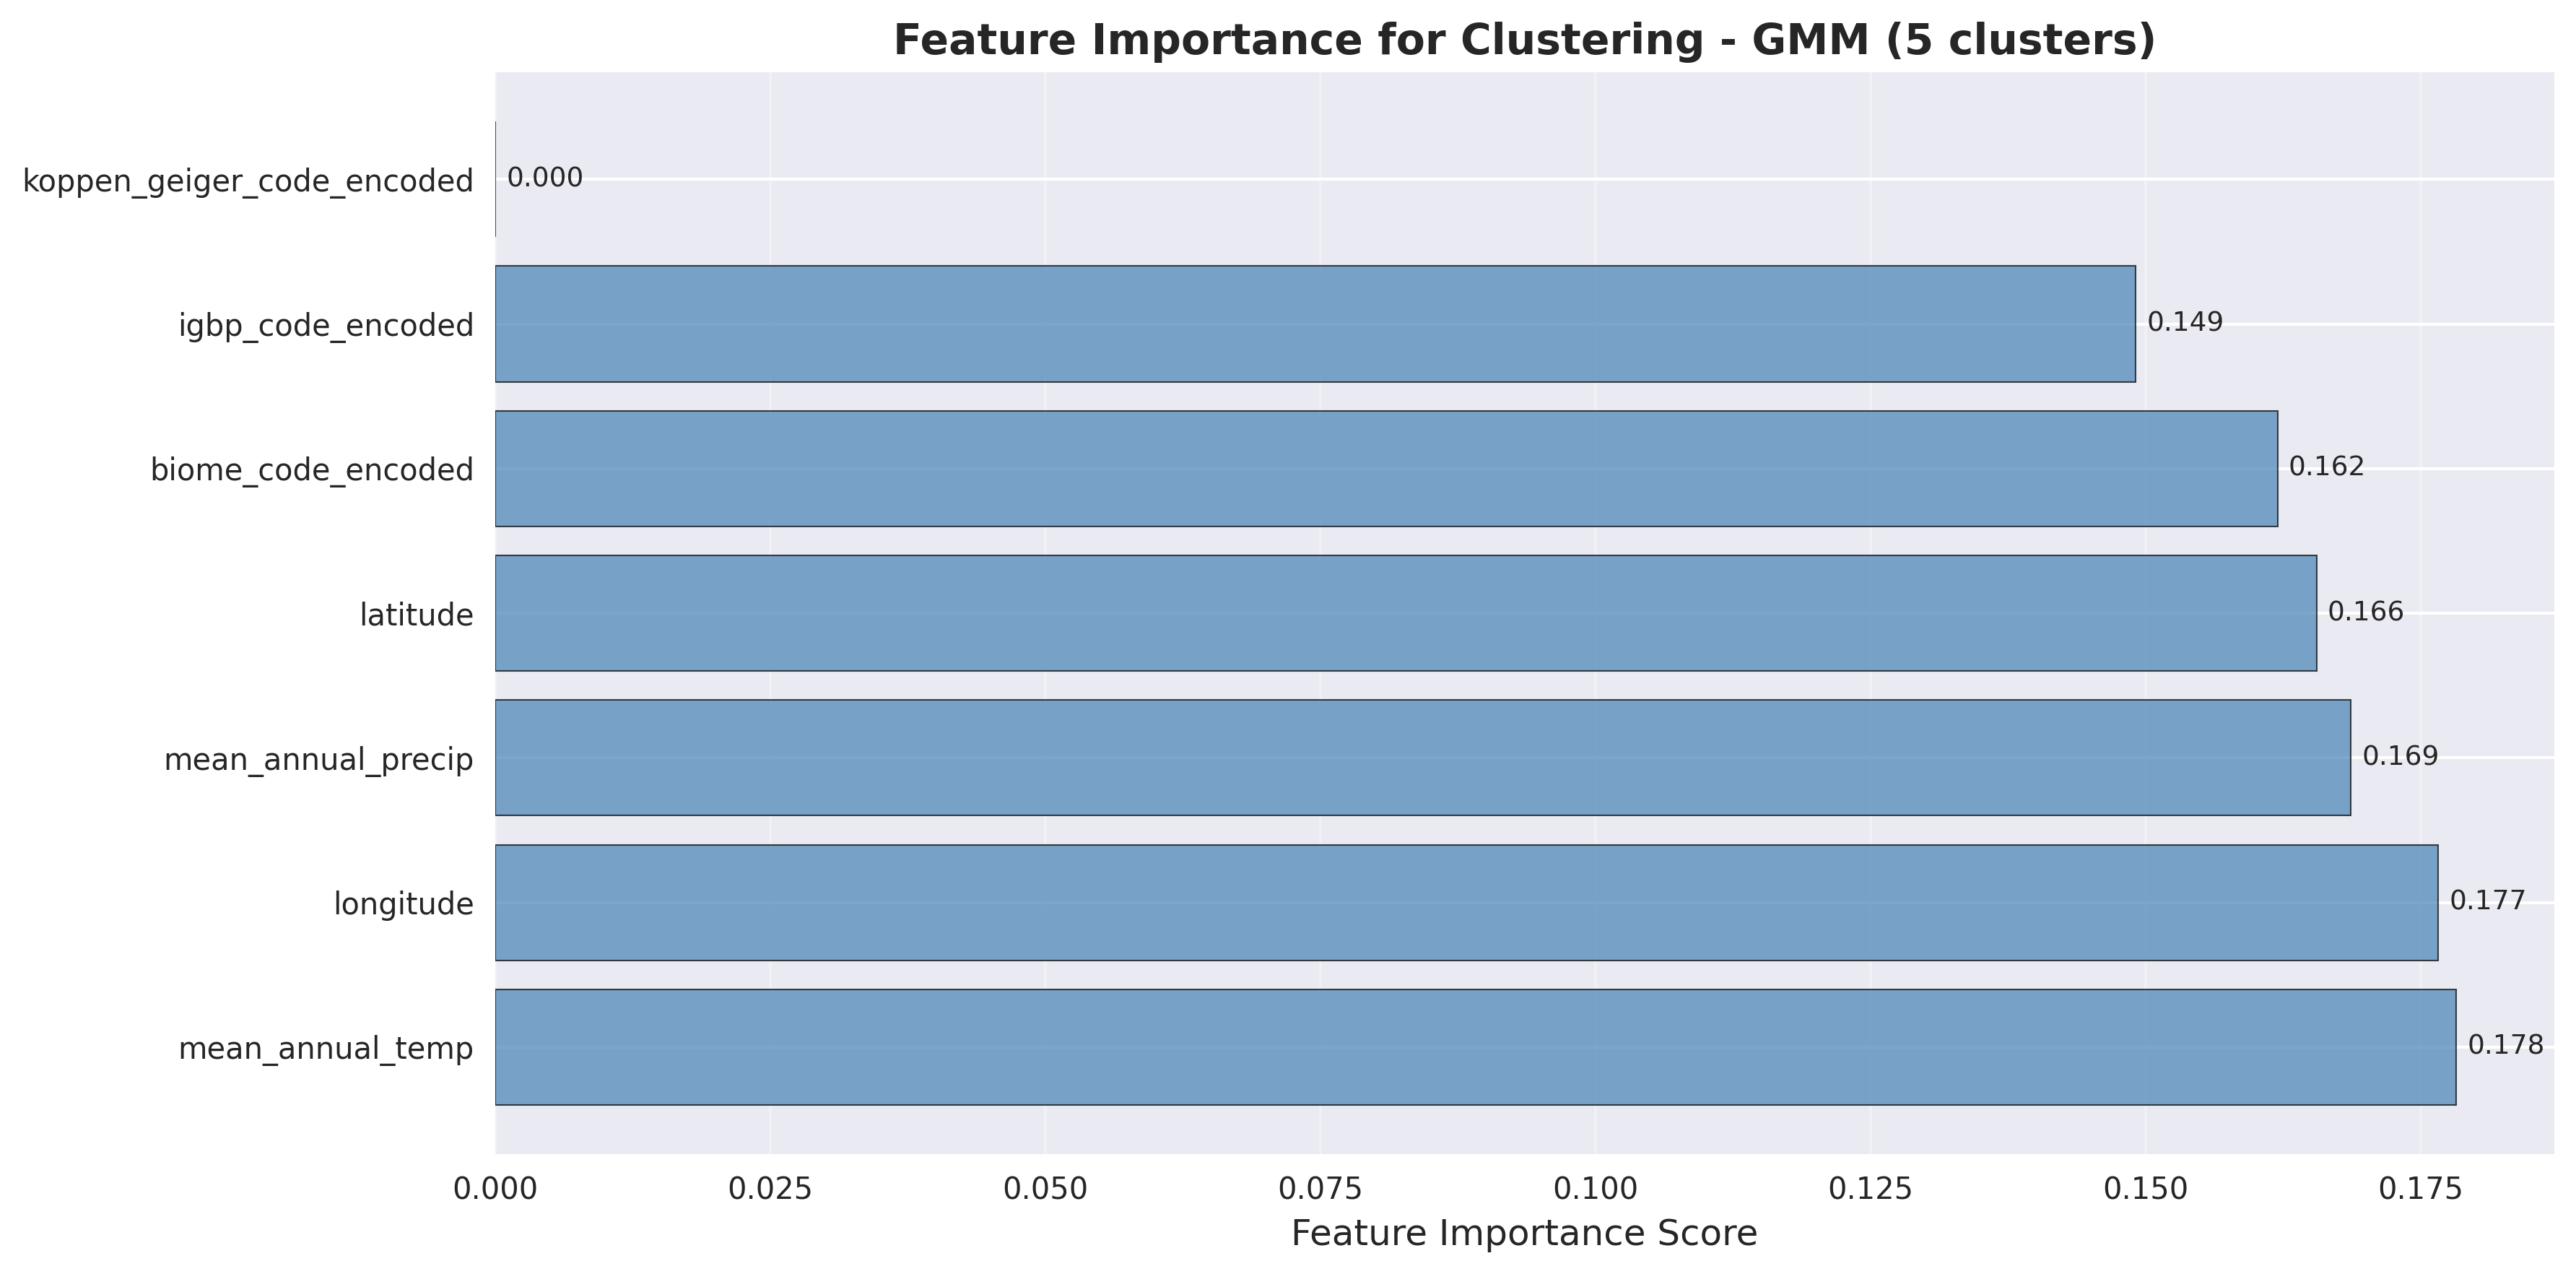 Feature Importance for Clustering - GMM (5 clusters)
koppen_geiger_code_encoded 0.000
igbp_code_encoded 0.149
biome_code_encoded 0.162
latitude 0.166
mean_annual_precip 0.169
longitude 0.177
mean_annual_temp 0.178
0.000 0.025 0.050 0.075 0.100 0.125 0.150 0.175
Feature Importance Score